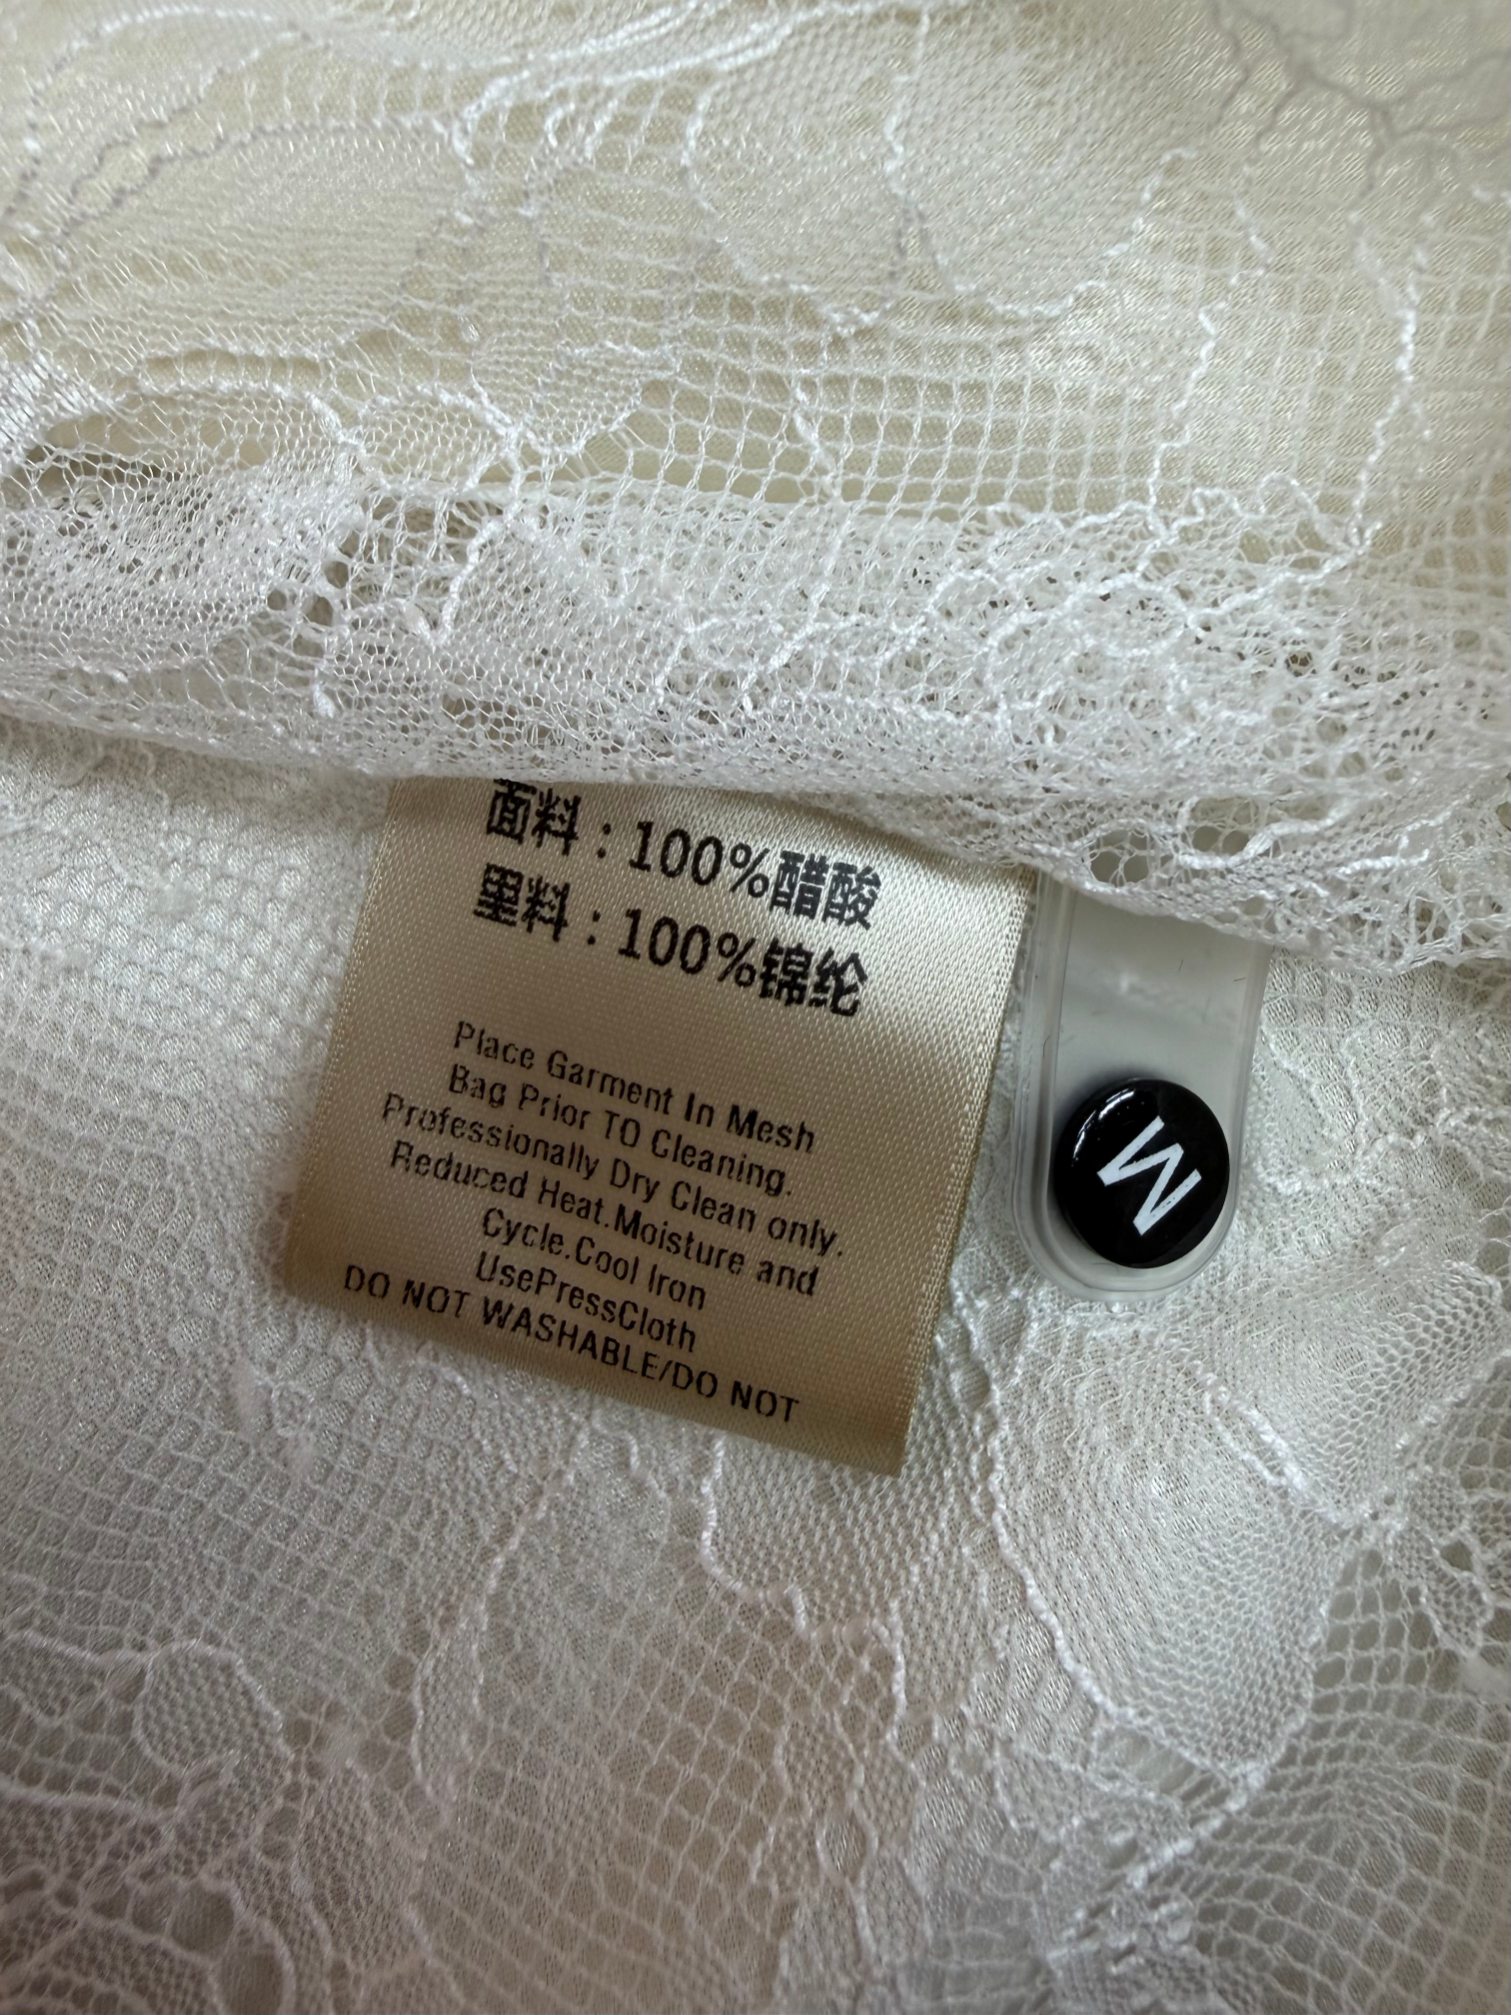 面料：100%醋酸
里料：100%锦纶
Place Garment In Mesh
Bag Prior TO Cleaning.
Professionally Dry Clean only.
Reduced Heat.Moisture and
Cycle.Cool Iron
UsePressCloth
DO NOT WASHABLE/DO NOT
M